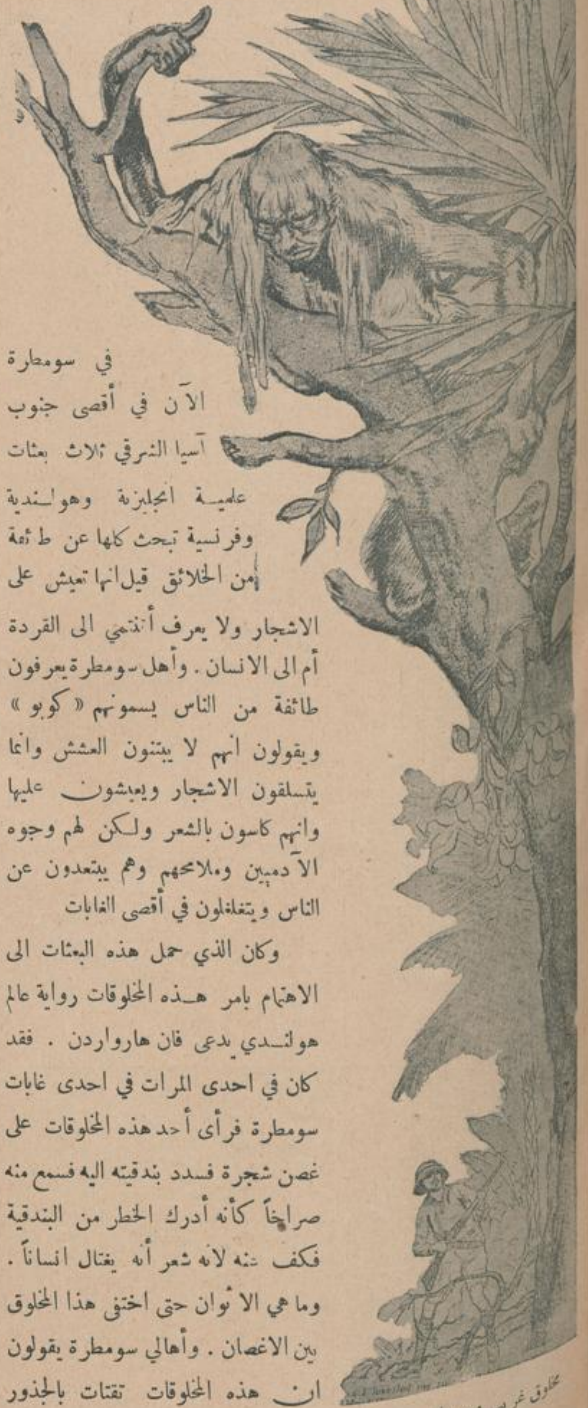 في سومطرة
الآن في أقصى جنوب
آسيا الشرقي ثلاث بعثات
علمية انجليزية وهولندية
وفرنسية تبحث كلها عن طائفة
من الخلائق قيل انها تعيش على
الاشجار ولا يعرف أتنتمي الى القردة
أم الى الانسان . وأهل سومطرة يعرفون
طائفة من الناس يسمونهم « كوبو »
ويقولون انهم لا يبتنون العشش وانما
يتسلقون الاشجار ويعيشون عليها
وانهم كاسون بالشعر ولكن لهم وجوه
الآدميين وملامحهم وهم يبتعدون عن
الناس ويتغلغلون في أقصى الغابات
وكان الذي حمل هذه البعثات الى
الاهتمام بامر هذه المخلوقات رواية عالم
هولندي يدعى فان هارواردن . فقد
كان في احدى المرات في احدى غابات
سومطرة فرأى أحد هذه المخلوقات على
غصن شجرة فسدد بندقيته اليه فسمع منه
صراخاً كأنه أدرك الخطر من البندقية
فكف عنه لانه شعر أنه يغتال انساناً .
وما هي الا ثوان حتى اختفى هذا المخلوق
بين الاغصان . وأهالي سومطرة يقولون
ان هذه المخلوقات تقتات بالجذور
مخلوق